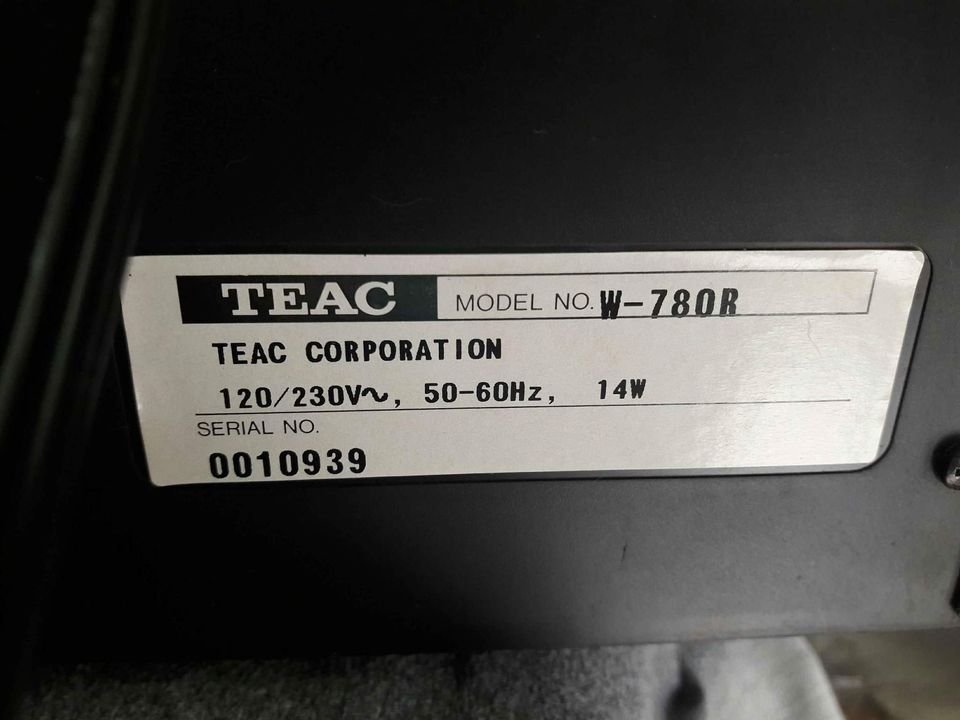 TEAC MODEL NO. W-780R
TEAC CORPORATION
120/230V~, 50-60Hz, 14W
SERIAL NO.
0010939